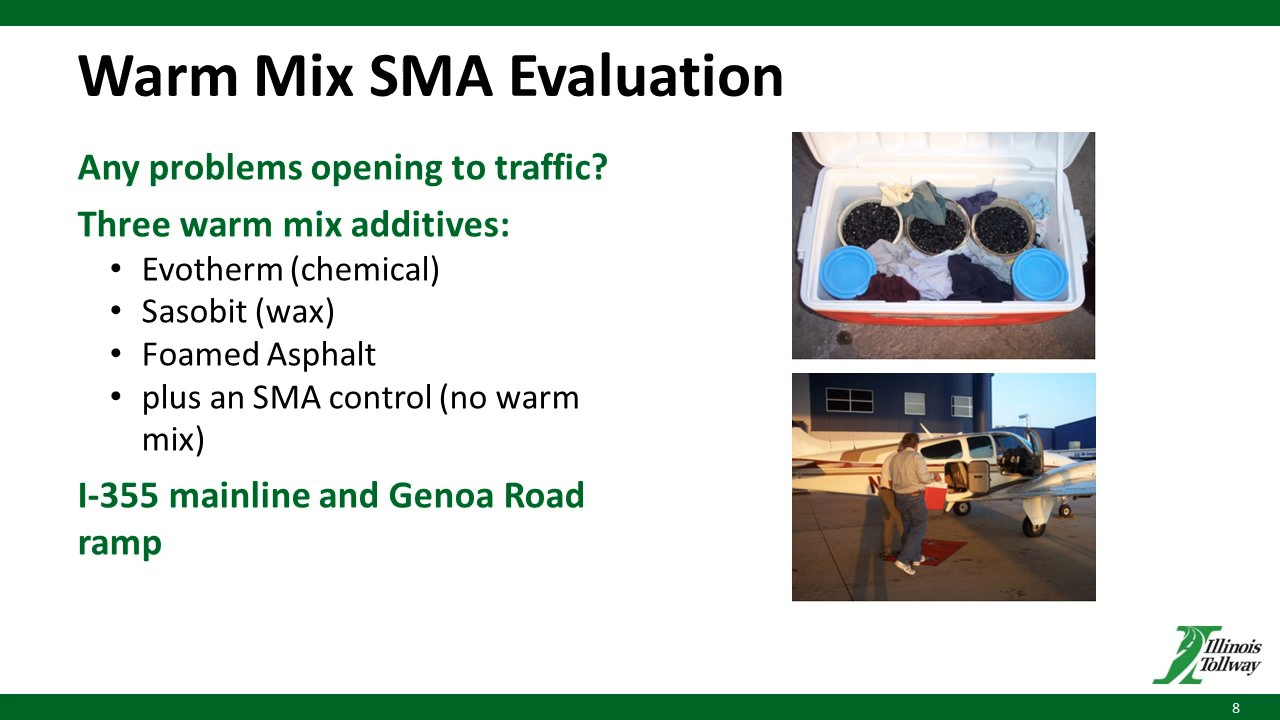 Warm Mix SMA Evaluation
Any problems opening to traffic?
Three warm mix additives:
• Evotherm (chemical)
• Sasobit (wax)
• Foamed Asphalt
• plus an SMA control (no warm
mix)
I-355 mainline and Genoa Road
ramp
Illinois
Tollway
8